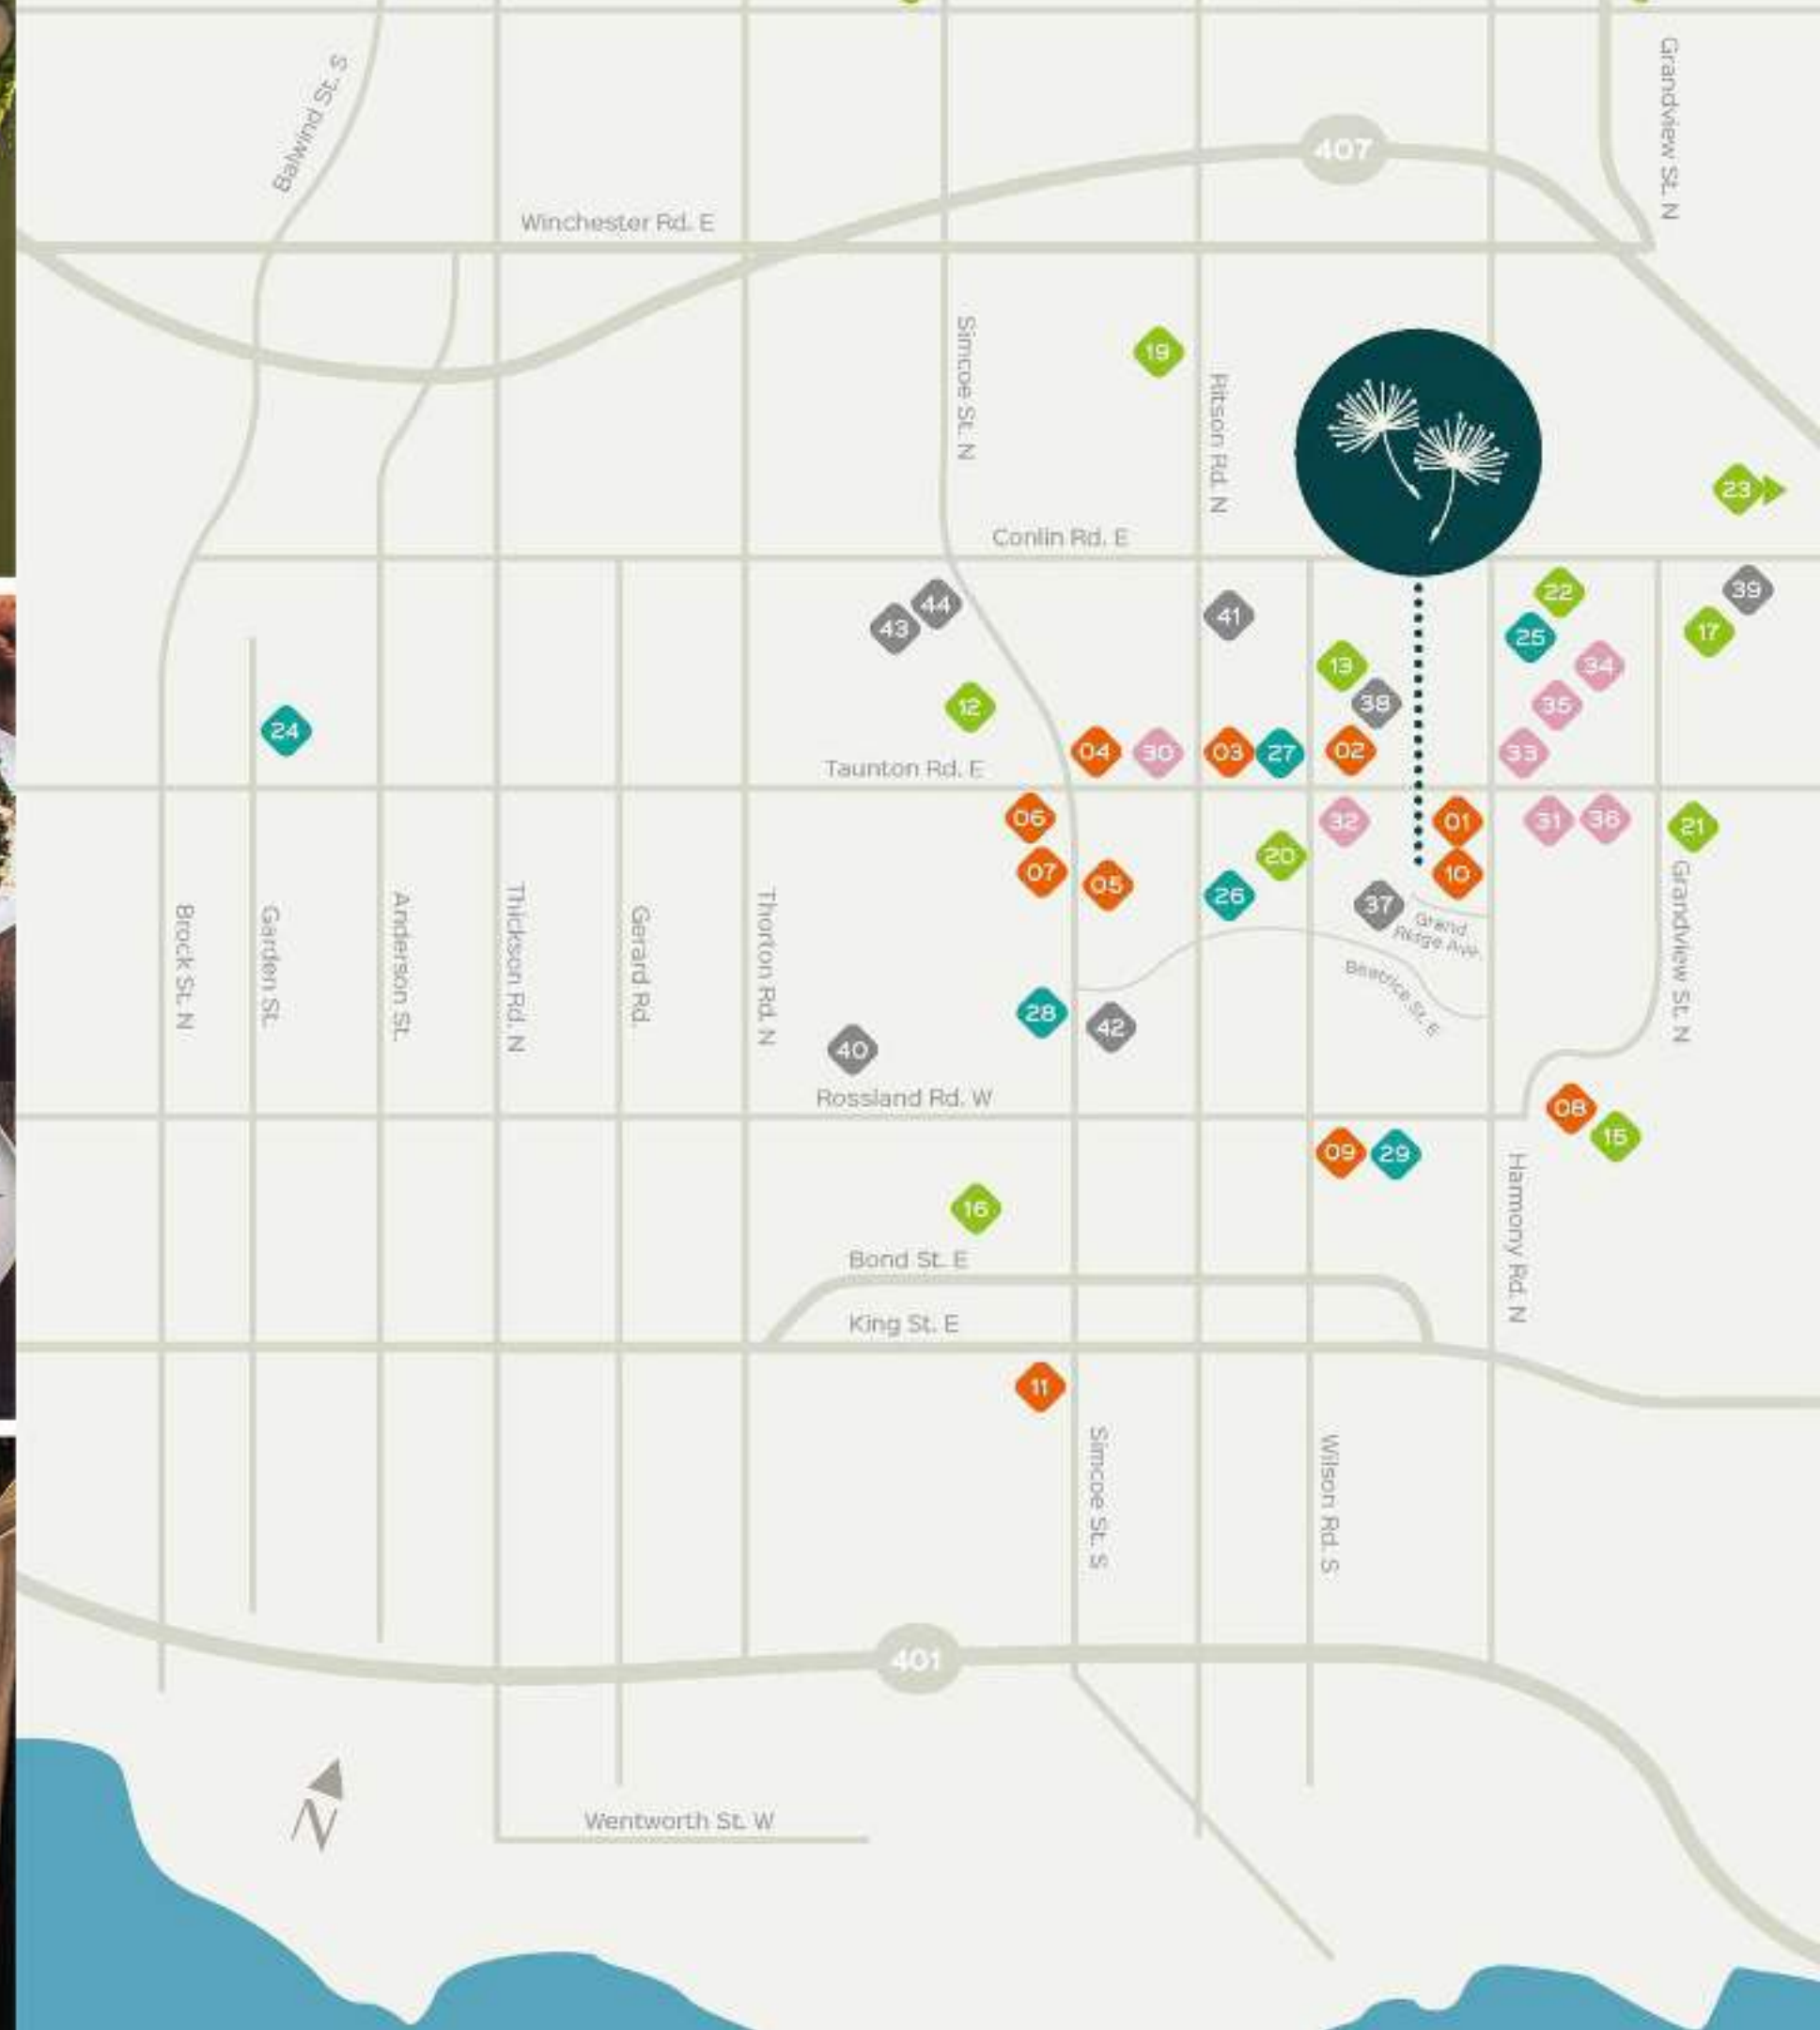 Balwind St. S
Grandview St. N
407
Winchester Rd. E
Simcoe St. N
19
Ritson Rd. N
23
Conlin Rd. E
44
43
41
22
39
25
17
13
34
38
35
12
24
04
30
03
27
02
33
Taunton Rd. E
06
32
01
31
36
21
20
07
05
10
26
37
Grand
Ridge Ave.
Brock St. N
Garden St.
Anderson St.
Thickson Rd. N
Gerard Rd.
Thorton Rd. N
Grandview St. N
Beatrice St. E
28
42
40
Rossland Rd. W
08
15
09
29
16
Harmony Rd. N
Bond St. E
King St. E
11
Simcoe St. S
Wilson Rd. S
401
N
Wentworth St. W